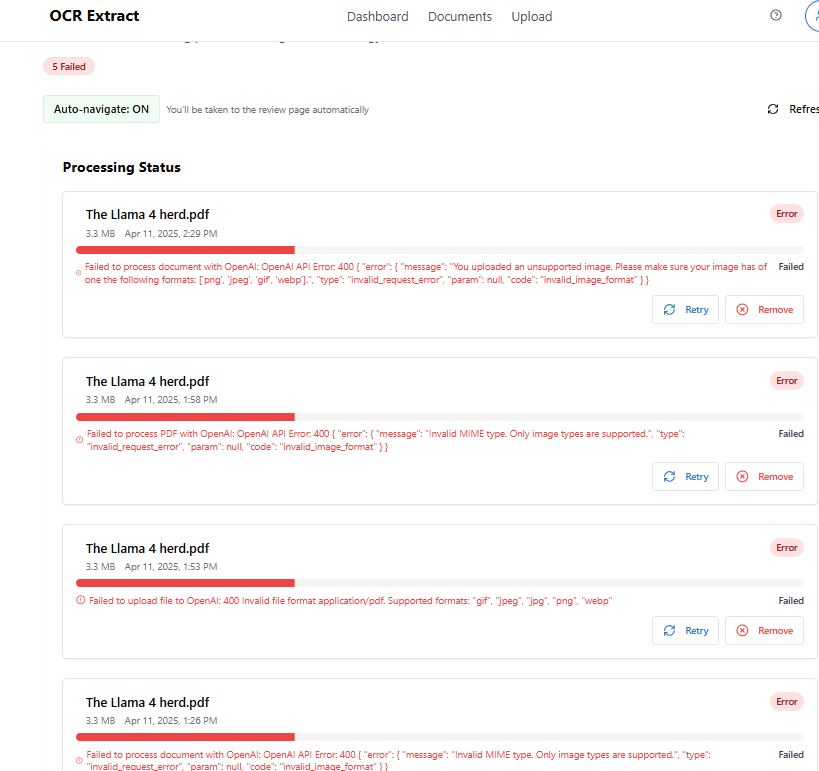 OCR Extract
Dashboard
Documents
Upload
5 Failed
Auto-navigate: ON
You'll be taken to the review page automatically
Refres
Processing Status
The Llama 4 herd.pdf
Error
3.3 MB Apr 11, 2025, 2:29 PM
Failed to process document with OpenAI: OpenAI API Error: 400 { "error": { "message": "You uploaded an unsupported image. Please make sure your image has of
one the following formats: ['png', 'jpeg', 'gif', 'webp'].", "type": "invalid_request_error", "param": null, "code": "invalid_image_format" } }
Failed
Retry
Remove
The Llama 4 herd.pdf
Error
3.3 MB Apr 11, 2025, 1:58 PM
Failed to process PDF with OpenAI: OpenAI API Error: 400 { "error": { "message": "Invalid MIME type. Only image types are supported.", "type":
"invalid_request_error", "param": null, "code": "invalid_image_format" } }
Failed
Retry
Remove
The Llama 4 herd.pdf
Error
3.3 MB Apr 11, 2025, 1:53 PM
Failed to upload file to OpenAI: 400 Invalid file format application/pdf. Supported formats: "gif", "jpeg", "jpg", "png", "webp"
Failed
Retry
Remove
The Llama 4 herd.pdf
Error
3.3 MB Apr 11, 2025, 1:26 PM
Failed to process document with OpenAI: OpenAI API Error: 400 { "error": { "message": "Invalid MIME type. Only image types are supported.", "type":
"invalid_request_error", "param": null, "code": "invalid_image_format" } }
Failed